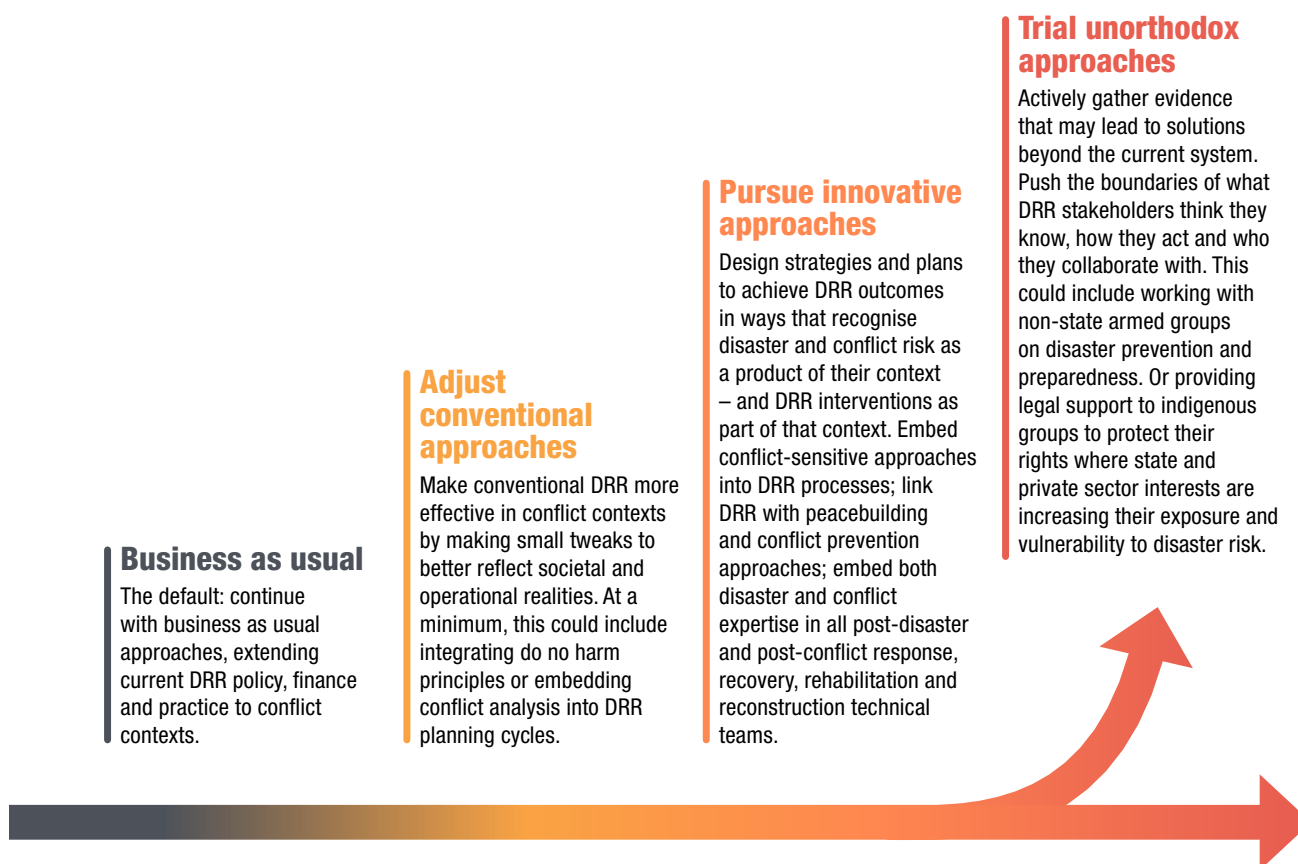 Business as usual
The default: continue
with business as usual
approaches, extending
current DRR policy, finance
and practice to conflict
contexts.
Adjust
conventional
approaches
Make conventional DRR more
effective in conflict contexts
by making small tweaks to
better reflect societal and
operational realities. At a
minimum, this could include
integrating do no harm
principles or embedding
conflict analysis into DRR
planning cycles.
Pursue innovative
approaches
Design strategies and plans
to achieve DRR outcomes
in ways that recognise
disaster and conflict risk as
a product of their context
– and DRR interventions as
part of that context. Embed
conflict-sensitive approaches
into DRR processes; link
DRR with peacebuilding
and conflict prevention
approaches; embed both
disaster and conflict
expertise in all post-disaster
and post-conflict response,
recovery, rehabilitation and
reconstruction technical
teams.
Trial unorthodox
approaches
Actively gather evidence
that may lead to solutions
beyond the current system.
Push the boundaries of what
DRR stakeholders think they
know, how they act and who
they collaborate with. This
could include working with
non-state armed groups
on disaster prevention and
preparedness. Or providing
legal support to indigenous
groups to protect their
rights where state and
private sector interests are
increasing their exposure and
vulnerability to disaster risk.